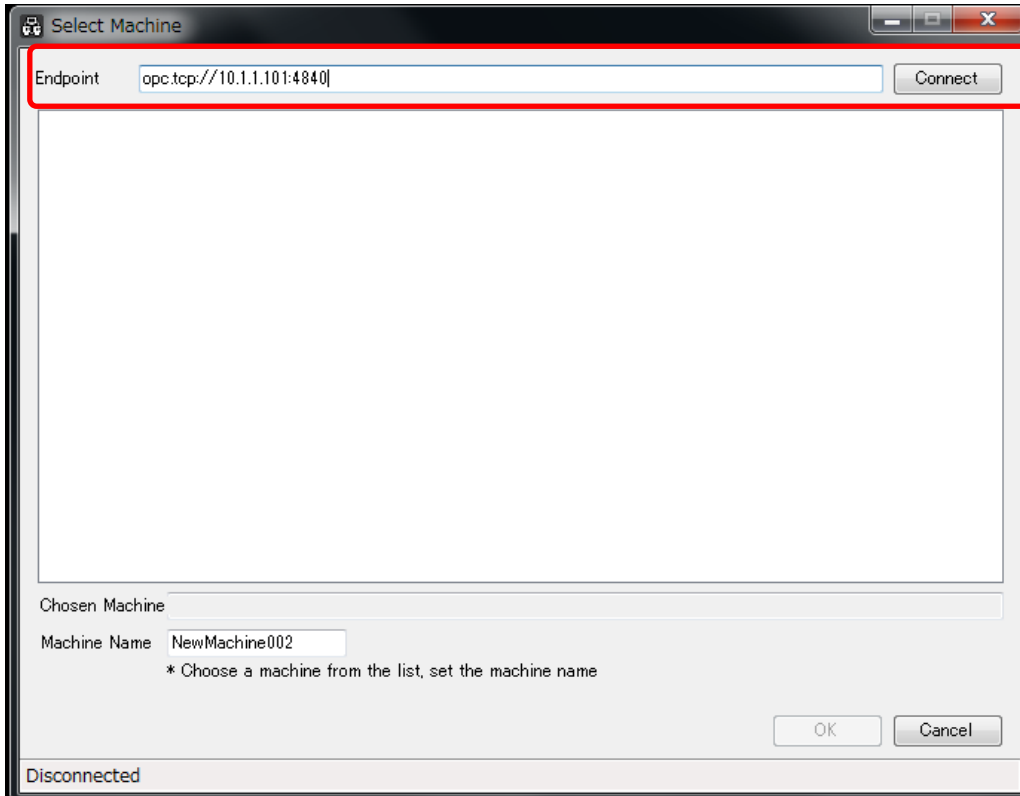 Select Machine
Endpoint opc.tcp://10.1.1.101:4840 Connect
Chosen Machine
Machine Name NewMachine002
* Choose a machine from the list, set the machine name
OK Cancel
Disconnected